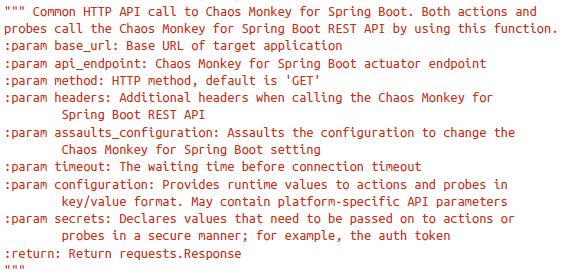 """ Common HTTP API call to Chaos Monkey for Spring Boot. Both actions and
probes call the Chaos Monkey for Spring Boot REST API by using this function.
:param base_url: Base URL of target application
:param api_endpoint: Chaos Monkey for Spring Boot actuator endpoint
:param method: HTTP method, default is 'GET'
:param headers: Additional headers when calling the Chaos Monkey for
Spring Boot REST API
:param assaults_configuration: Assaults the configuration to change the
Chaos Monkey for Spring Boot setting
:param timeout: The waiting time before connection timeout
:param configuration: Provides runtime values to actions and probes in
key/value format. May contain platform-specific API parameters
:param secrets: Declares values that need to be passed on to actions or
probes in a secure manner; for example, the auth token
:return: Return requests.Response
"""